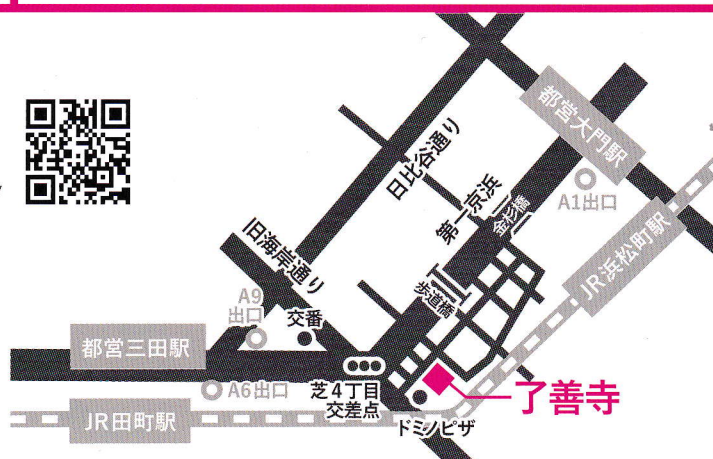 都営大門駅
日比谷通り
第一京浜
金杉橋
A1出口
旧海岸通り
JR浜松町駅
歩道橋
A9
出口
交番
都営三田駅
A6出口
芝4丁目
交差点
了善寺
JR田町駅
ドミノピザ